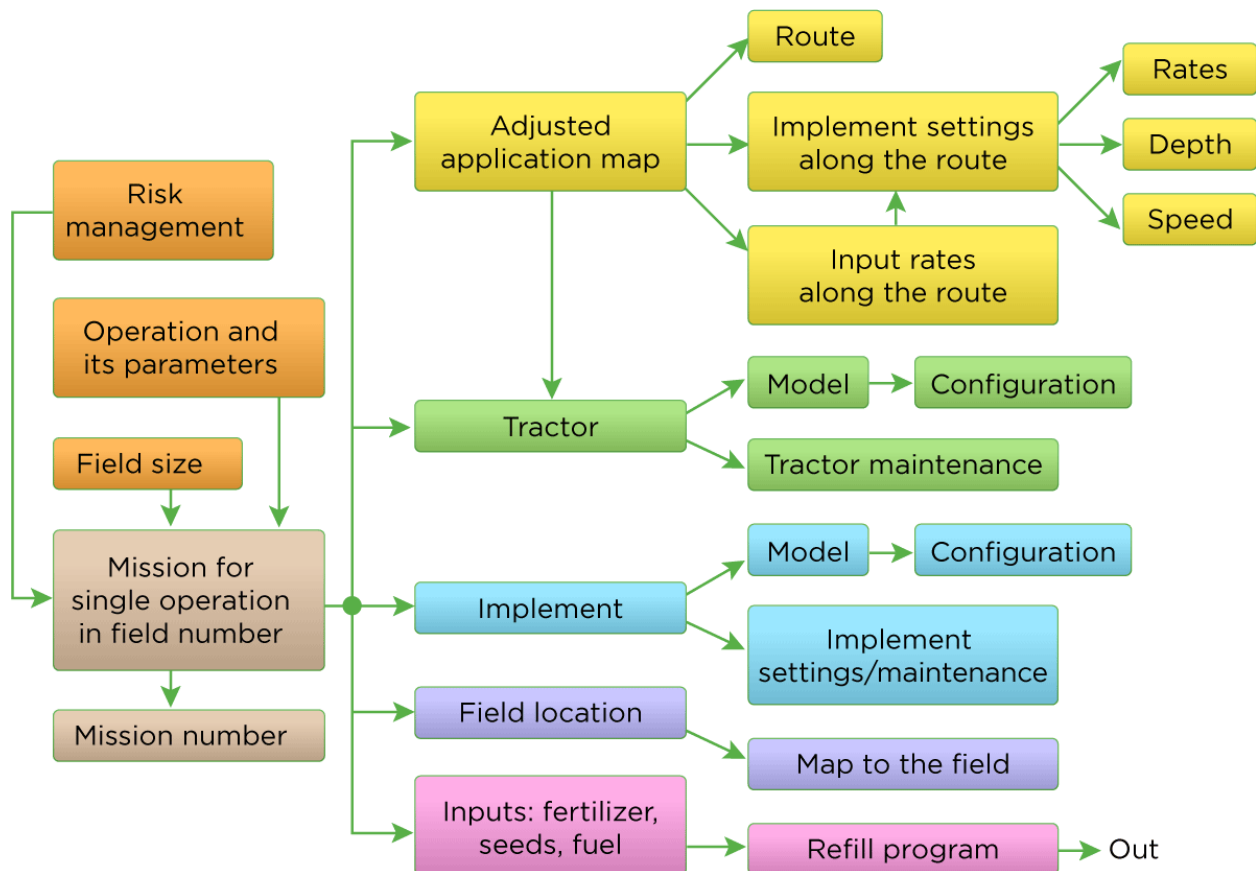 Risk
management
Operation and
its parameters
Field size
Mission for
single operation
in field number
Mission number
Adjusted
application map
Route
Implement settings
along the route
Input rates
along the route
Rates
Depth
Speed
Tractor
Model
Configuration
Tractor maintenance
Implement
Model
Configuration
Implement
settings/maintenance
Field location
Map to the field
Inputs: fertilizer,
seeds, fuel
Refill program
Out